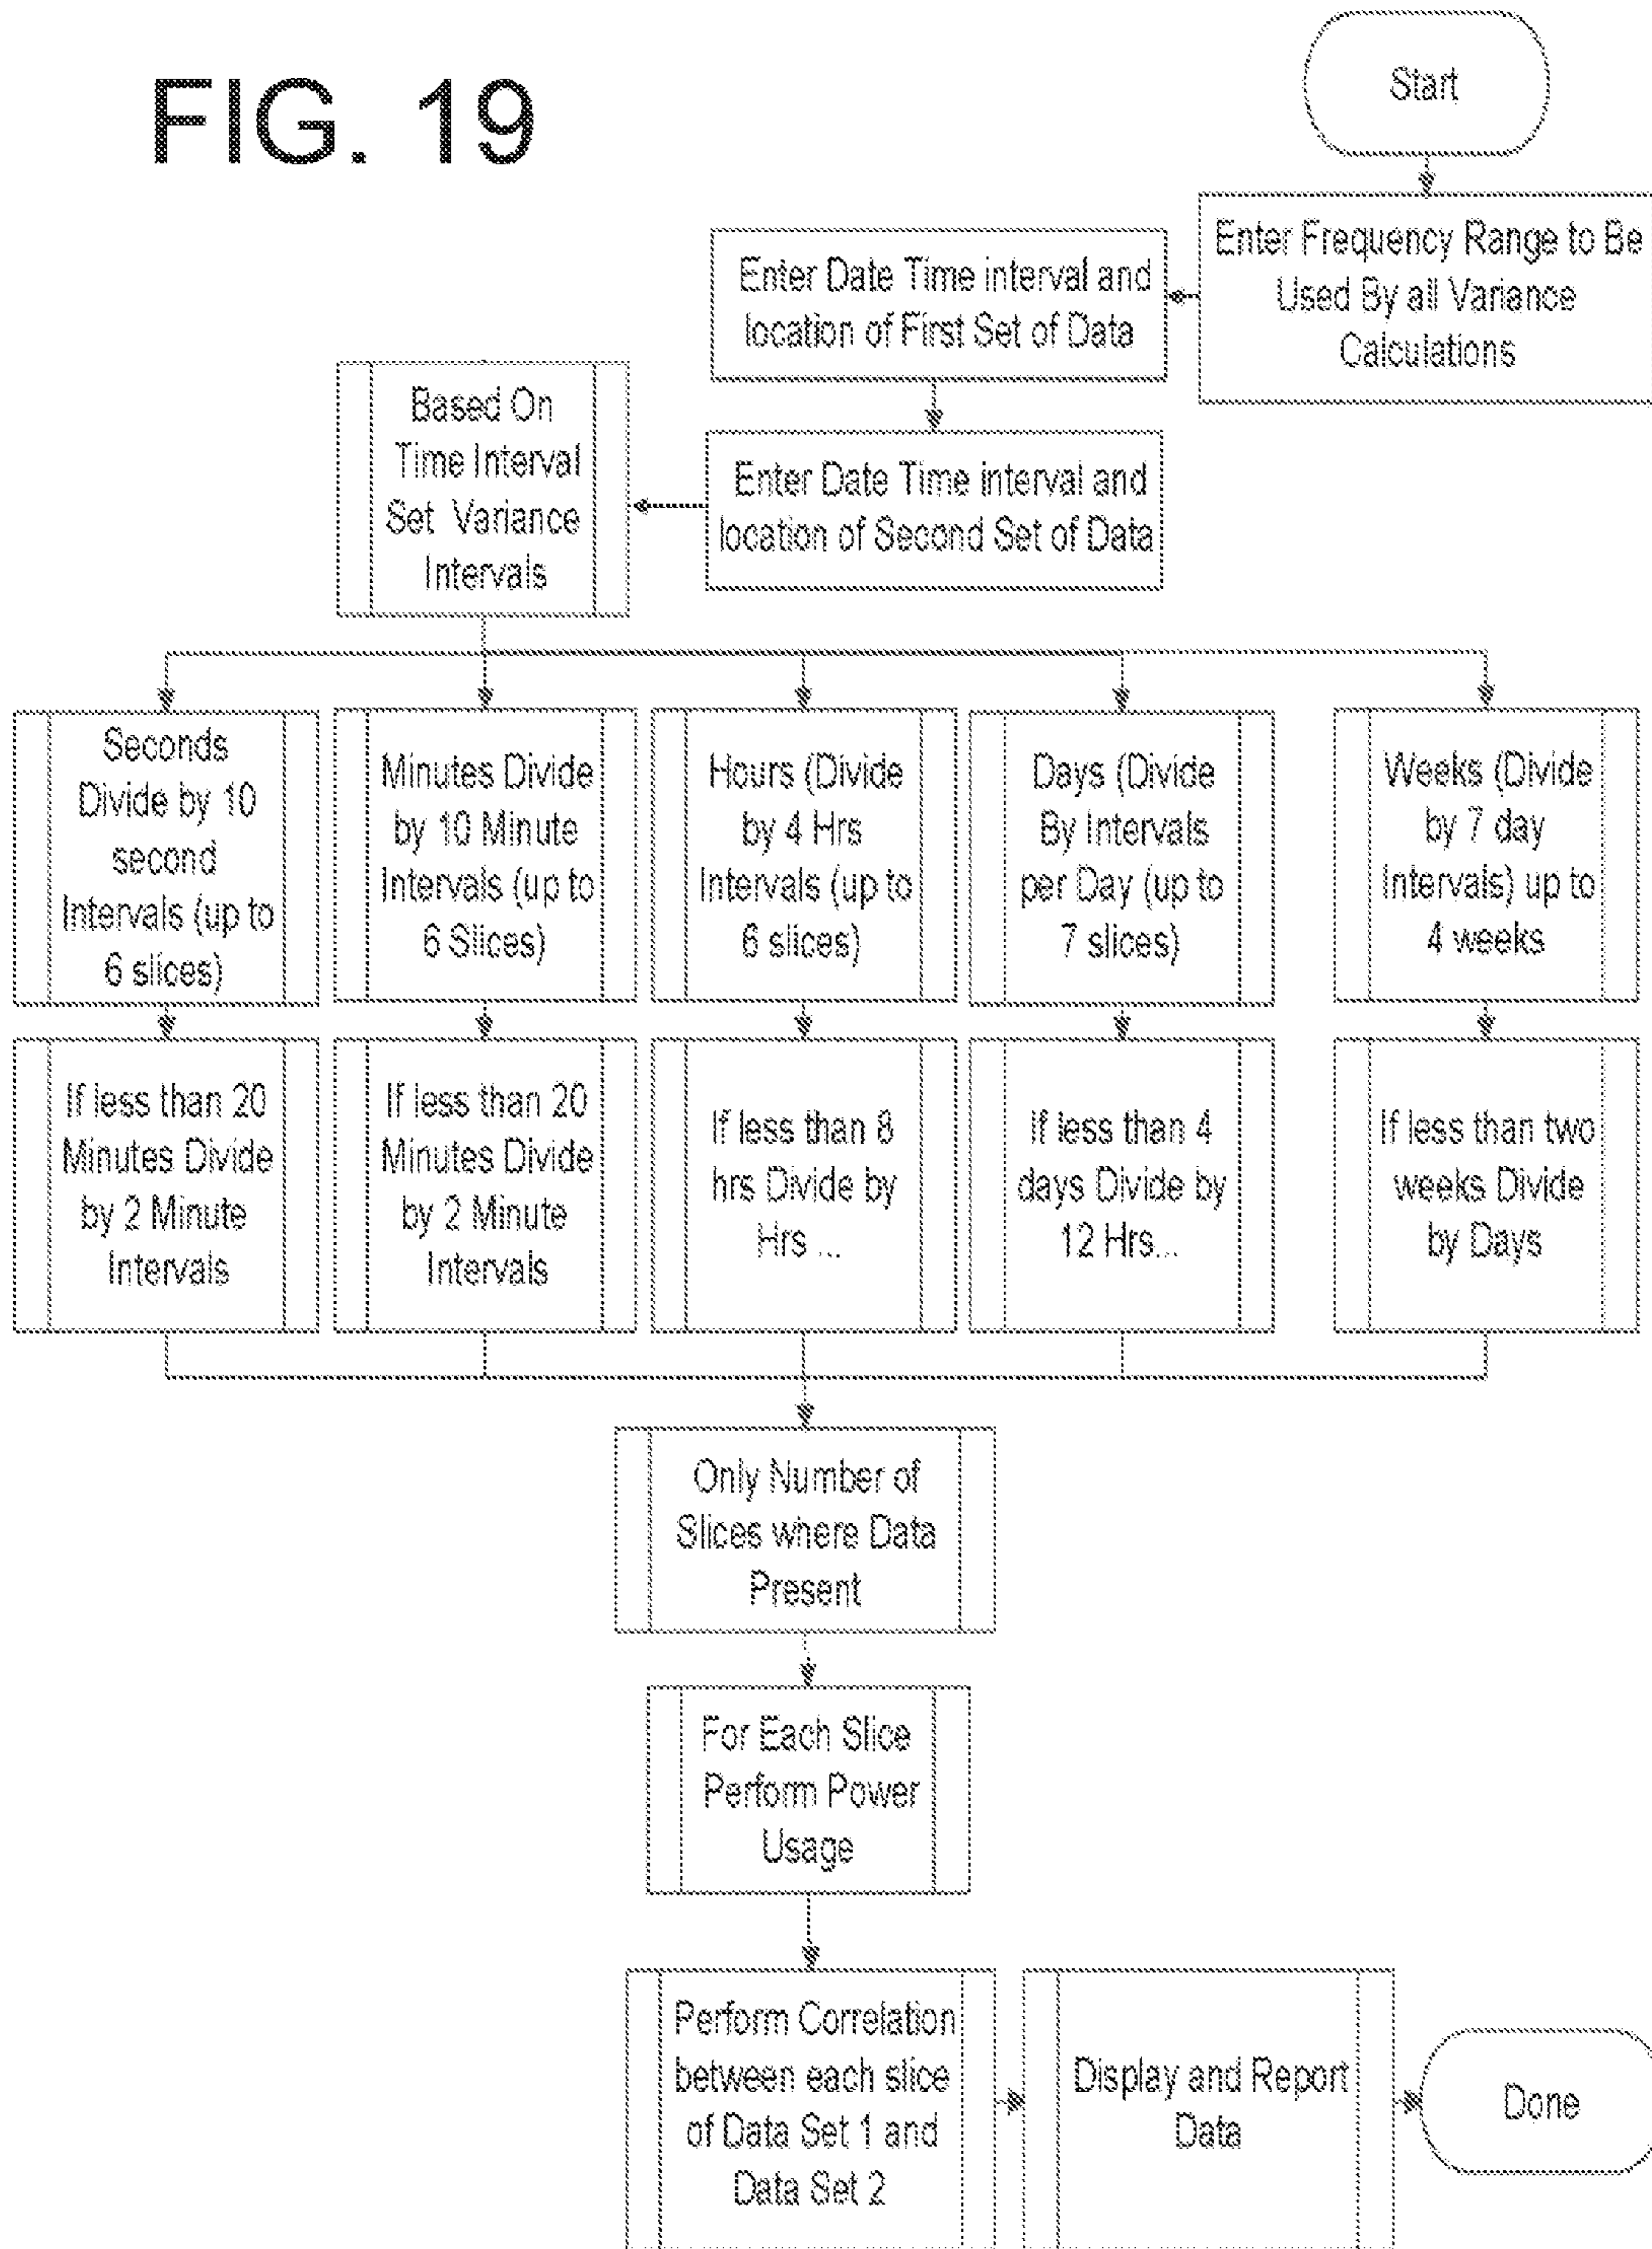 FIG. 19
Start
Enter Frequency Range to Be
Used By all Variance
Calculations
Enter Date Time interval and
location of First Set of Data
Enter Date Time interval and
location of Second Set of Data
Based On
Time Interval
Set Variance
Intervals
Seconds
Divide by 10
second
Intervals (up to
6 slices)
Minutes Divide
by 10 Minute
Intervals (up to
6 Slices)
Hours (Divide
by 4 Hrs
Intervals (up to
6 slices)
Days (Divide
By Intervals
per Day (up to
7 slices)
Weeks (Divide
by 7 day
Intervals) up to
4 weeks
If less than 20
Minutes Divide
by 2 Minute
Intervals
If less than 20
Minutes Divide
by 2 Minute
Intervals
If less than 8
hrs Divide by
Hrs ...
If less than 4
days Divide by
12 Hrs...
If less than two
weeks Divide
by Days
Only Number of
Slices where Data
Present
For Each Slice
Perform Power
Usage
Perform Correlation
between each slice
of Data Set 1 and
Data Set 2
Display and Report
Data
Done